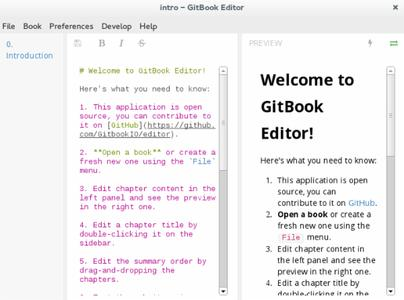 intro – GitBook Editor
File Book Preferences Develop Help
0.
Introduction
B I S
# Welcome to GitBook Editor!
Here's what you need to know:
1. This application is open
source, you can contribute to
it on [GitHub](https://github.
com/GitbookIO/editor).
2. **Open a book** or create a
fresh new one using the `File`
menu.
3. Edit chapter content in the
left panel and see the preview
in the right one.
4. Edit a chapter title by
double-clicking it on the
sidebar.
5. Edit the summary order by
drag-and-dropping the
chapters.
PREVIEW
Welcome to
GitBook
Editor!
Here's what you need to know:
1. This application is open
source, you can
contribute to it on GitHub.
2. Open a book or create a
fresh new one using the
File menu.
3. Edit chapter content in
the left panel and see the
preview in the right one.
4. Edit a chapter title by
double-clicking it on the